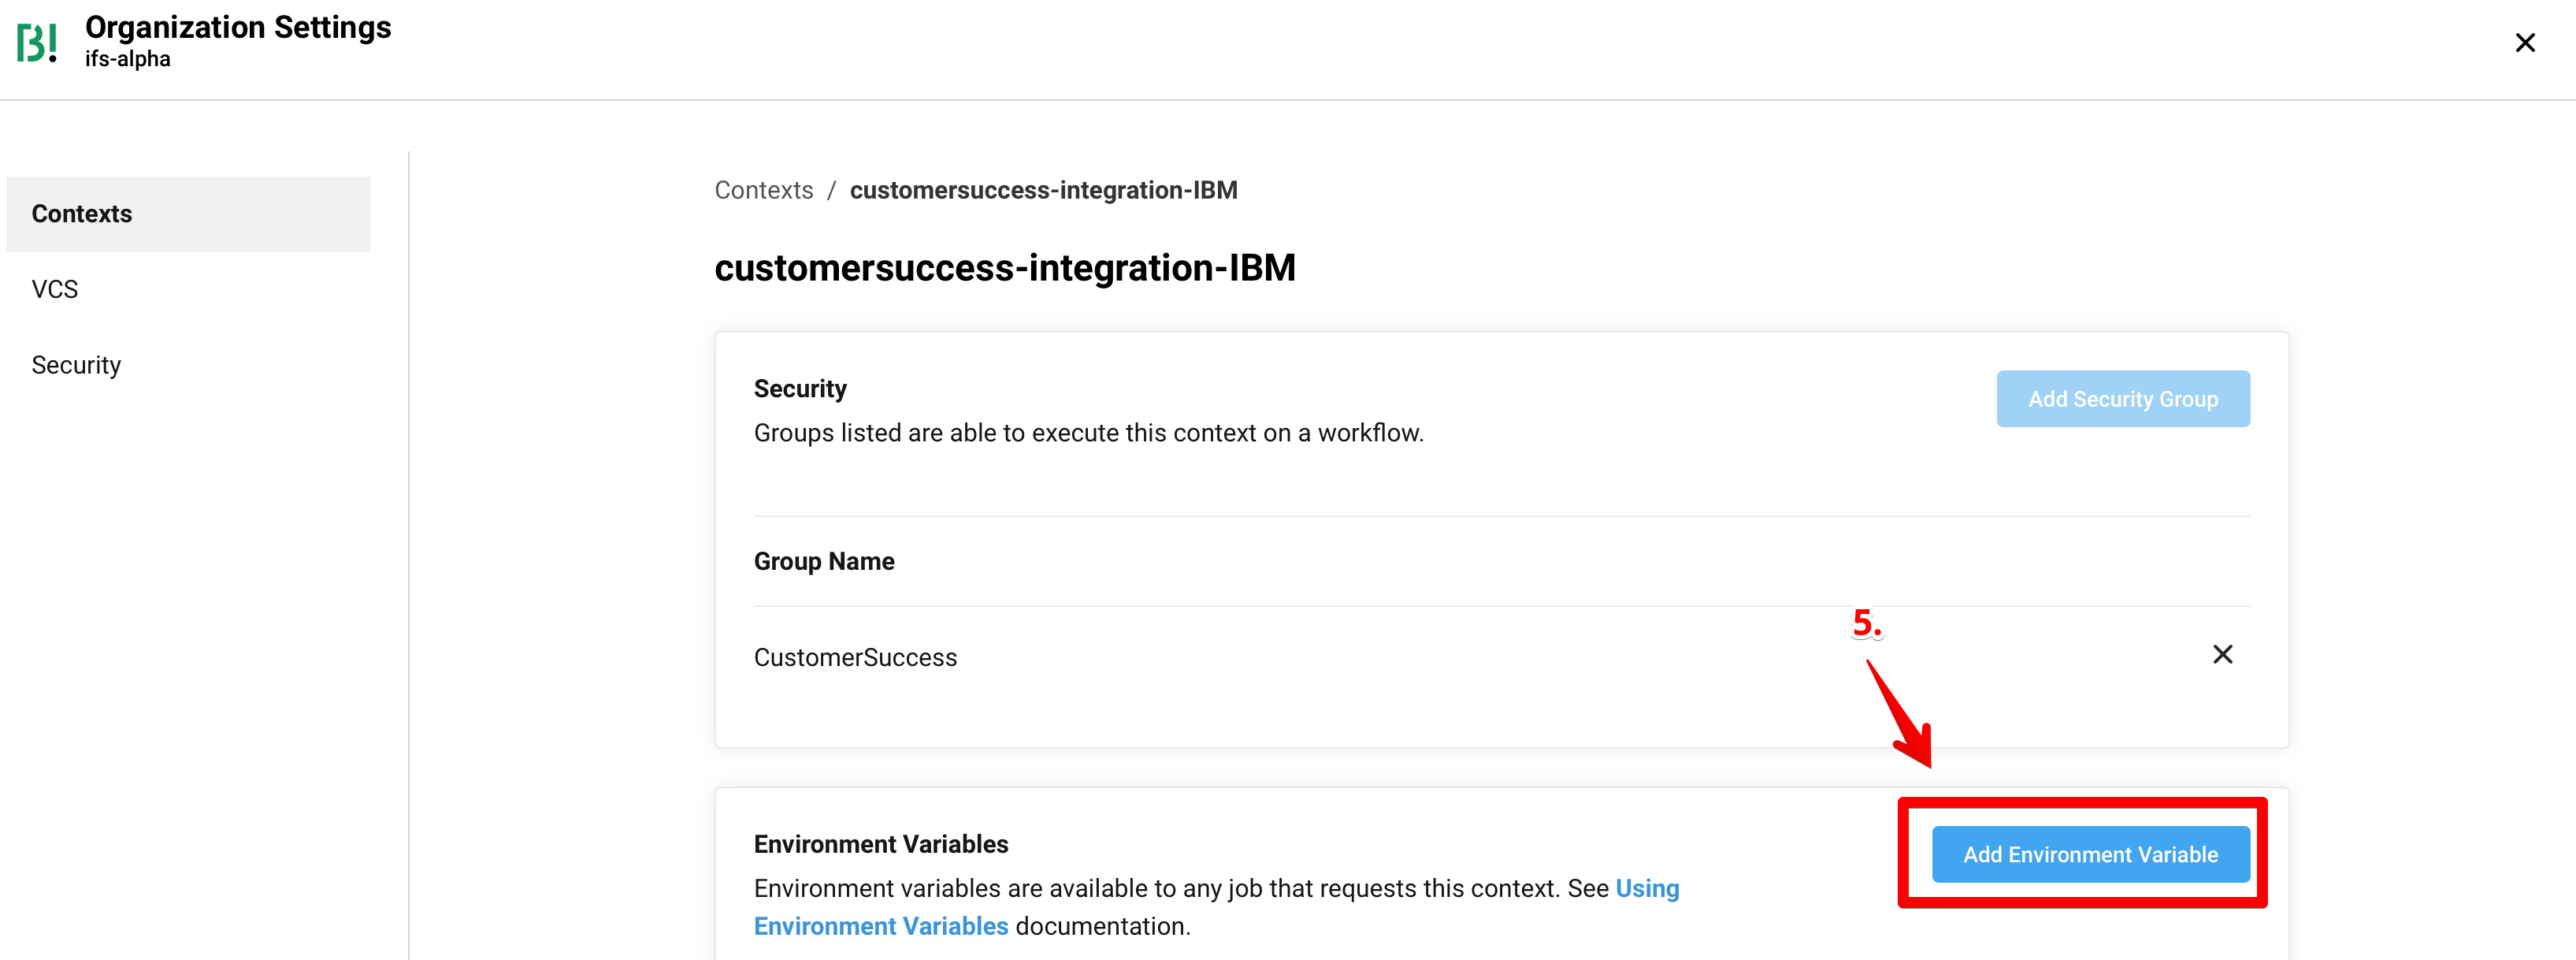 B!
Organization Settings
ifs-alpha
Contexts
VCS
Security
Contexts / customersuccess-integration-IBM
customersuccess-integration-IBM
Security
Add Security Group
Groups listed are able to execute this context on a workflow.
Group Name
5.
CustomerSuccess
Environment Variables
Add Environment Variable
Environment variables are available to any job that requests this context. See Using
Environment Variables documentation.